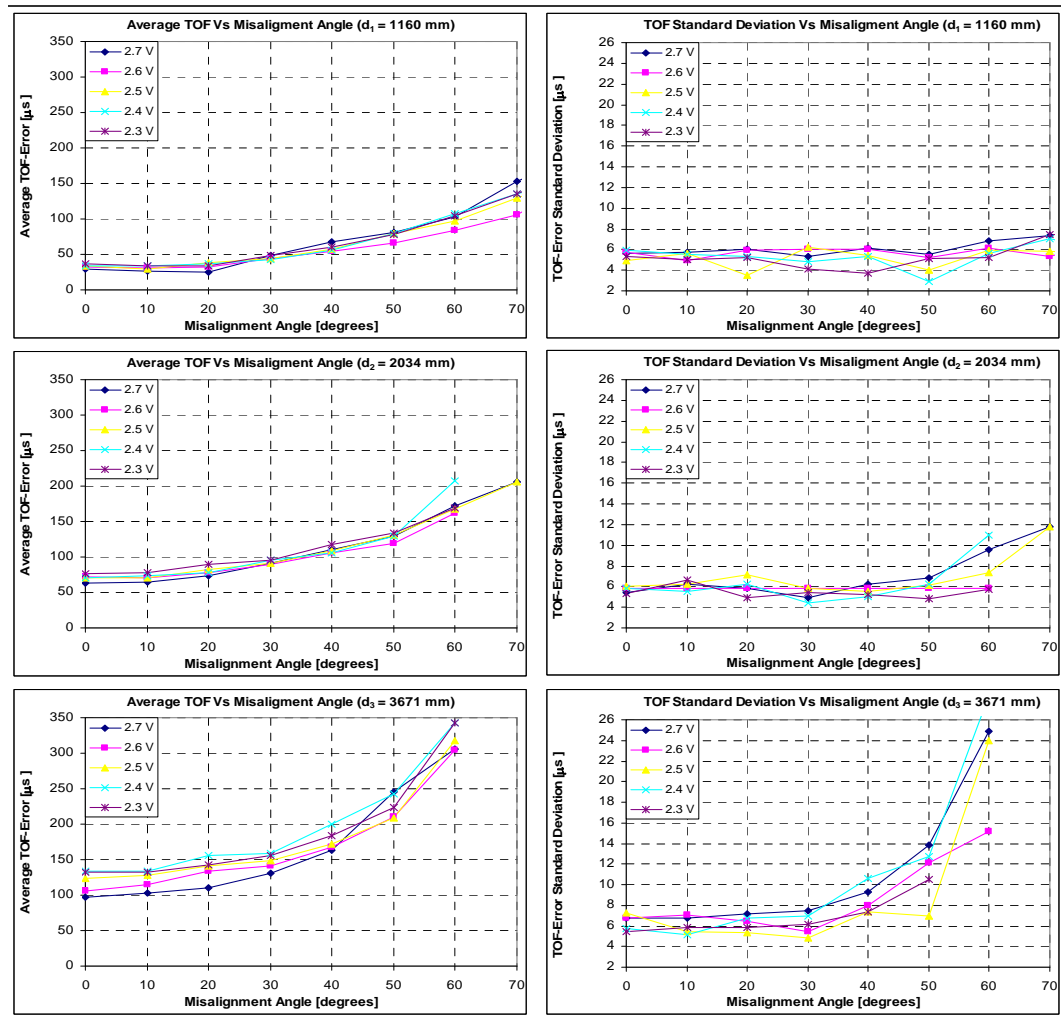 Average TOF Vs Misaligment Angle (d₁ = 1160 mm)
Average TOF-Error [µs ]
350
300
250
200
150
100
50
0
2.7 V
2.6 V
2.5 V
2.4 V
2.3 V
0 10 20 30 40 50 60 70
Misalignment Angle [degrees]
TOF Standard Deviation Vs Misaligment Angle (d₁ = 1160 mm)
TOF-Error Standard Deviation [µs]
26
24
22
20
18
16
14
12
10
8
6
4
2
2.7 V
2.6 V
2.5 V
2.4 V
2.3 V
0 10 20 30 40 50 60 70
Misalignment Angle [degrees]
Average TOF Vs Misaligment Angle (d₂ = 2034 mm)
Average TOF-Error [µs ]
350
300
250
200
150
100
50
0
2.7 V
2.6 V
2.5 V
2.4 V
2.3 V
0 10 20 30 40 50 60 70
Misalignment Angle [degrees]
TOF Standard Deviation Vs Misaligment Angle (d₂ = 2034 mm)
TOF-Error Standard Deviation [µs]
26
24
22
20
18
16
14
12
10
8
6
4
2
2.7 V
2.6 V
2.5 V
2.4 V
2.3 V
0 10 20 30 40 50 60 70
Misalignment Angle [degrees]
Average TOF Vs Misaligment Angle (d₃ = 3671 mm)
Average TOF-Error [µs ]
350
300
250
200
150
100
50
0
2.7 V
2.6 V
2.5 V
2.4 V
2.3 V
0 10 20 30 40 50 60 70
Misalignment Angle [degrees]
TOF Standard Deviation Vs Misaligment Angle (d₃ = 3671 mm)
TOF-Error Standard Deviation [µs]
26
24
22
20
18
16
14
12
10
8
6
4
2
2.7 V
2.6 V
2.5 V
2.4 V
2.3 V
0 10 20 30 40 50 60 70
Misalignment Angle [degrees]